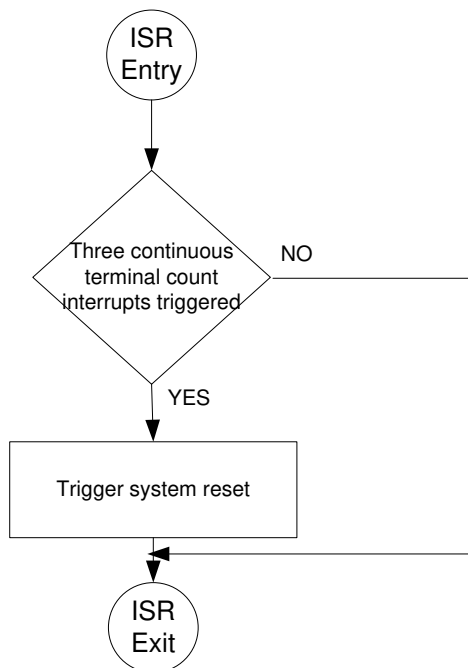 ISR
Entry
Three continuous
terminal count
interrupts triggered
NO
YES
Trigger system reset
ISR
Exit